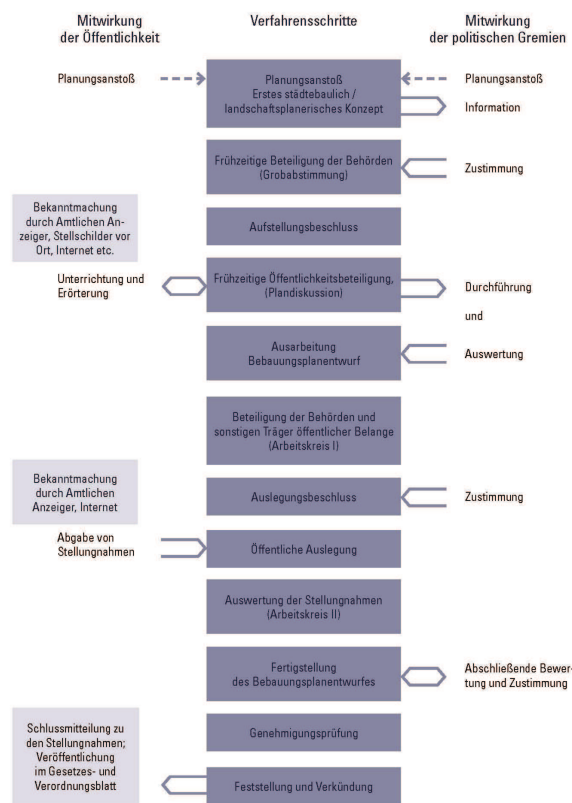 Mitwirkung
der Öffentlichkeit
Verfahrensschritte
Mitwirkung
der politischen Gremien
Planungsanstoß
Planungsanstoß
Erstes städtebaulich /
landschaftsplanerisches Konzept
Planungsanstoß
Information
Frühzeitige Beteiligung der Behörden
(Grobabstimmung)
Zustimmung
Bekanntmachung
durch Amtlichen An-
zeiger, Stellschilder vor
Ort, Internet etc.
Aufstellungsbeschluss
Unterrichtung und
Erörterung
Frühzeitige Öffentlichkeitsbeteiligung,
(Plandiskussion)
Durchführung
und
Ausarbeitung
Bebauungsplanentwurf
Auswertung
Beteiligung der Behörden und
sonstigen Träger öffentlicher Belange
(Arbeitskreis I)
Bekanntmachung
durch Amtlichen
Anzeiger, Internet
Auslegungsbeschluss
Zustimmung
Abgabe von
Stellungnahmen
Öffentliche Auslegung
Auswertung der Stellungnahmen
(Arbeitskreis II)
Fertigstellung
des Bebauungsplanentwurfes
Abschließende Bewer-
tung und Zustimmung
Schlussmitteilung zu
den Stellungnahmen;
Veröffentlichung
im Gesetzes- und
Verordnungsblatt
Genehmigungsprüfung
Feststellung und Verkündung